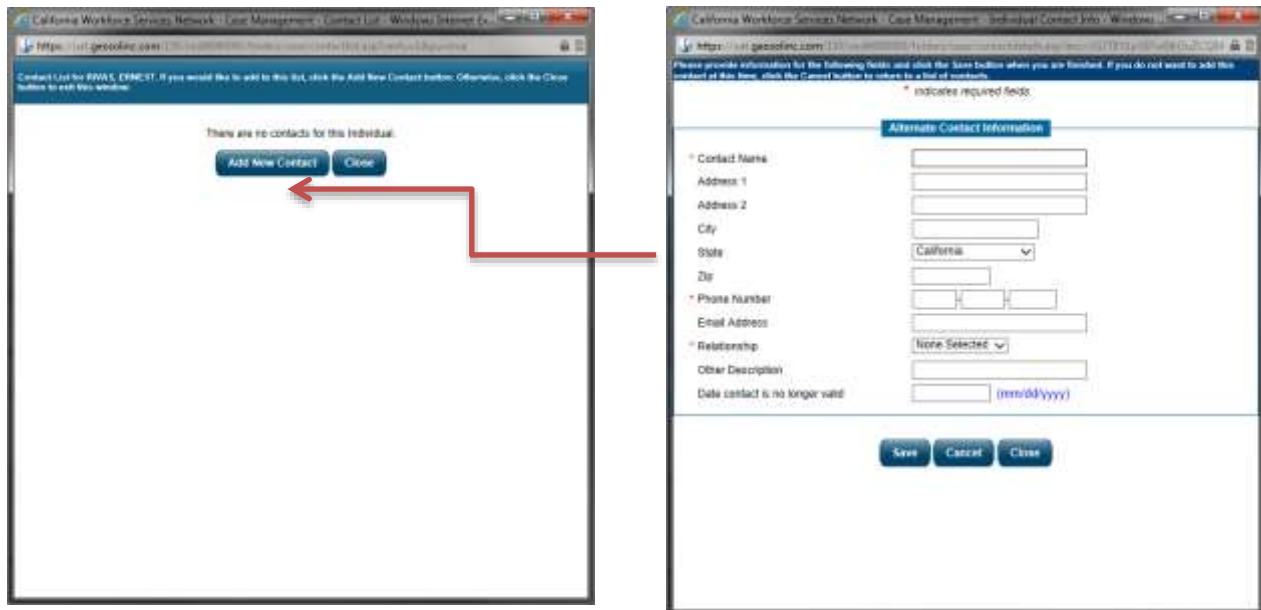 California Workforce Services Network - Case Management - Contact List - Windows Internet Ex...
https
geosolinc.com
Contact List for RIVAS, ERNEST. If you would like to add to this list, click the Add New Contact button. Otherwise, click the Close
button to exit this window.
There are no contacts for this Individual.
Add New Contact
Close
California Workforce Services Network - Case Management - Individual Contact Info - Windows
https
geosolinc.com
Please provide information for the following fields and click the Save button when you are finished. If you do not want to add this
contact at this time, click the Cancel button to return to a list of contacts.
* indicates required fields
Alternate Contact Information
* Contact Name
Address 1
Address 2
City
State California
Zip
* Phone Number - -
Email Address
* Relationship None Selected
Other Description
Date contact is no longer valid (mm/dd/yyyy)
Save
Cancel
Close